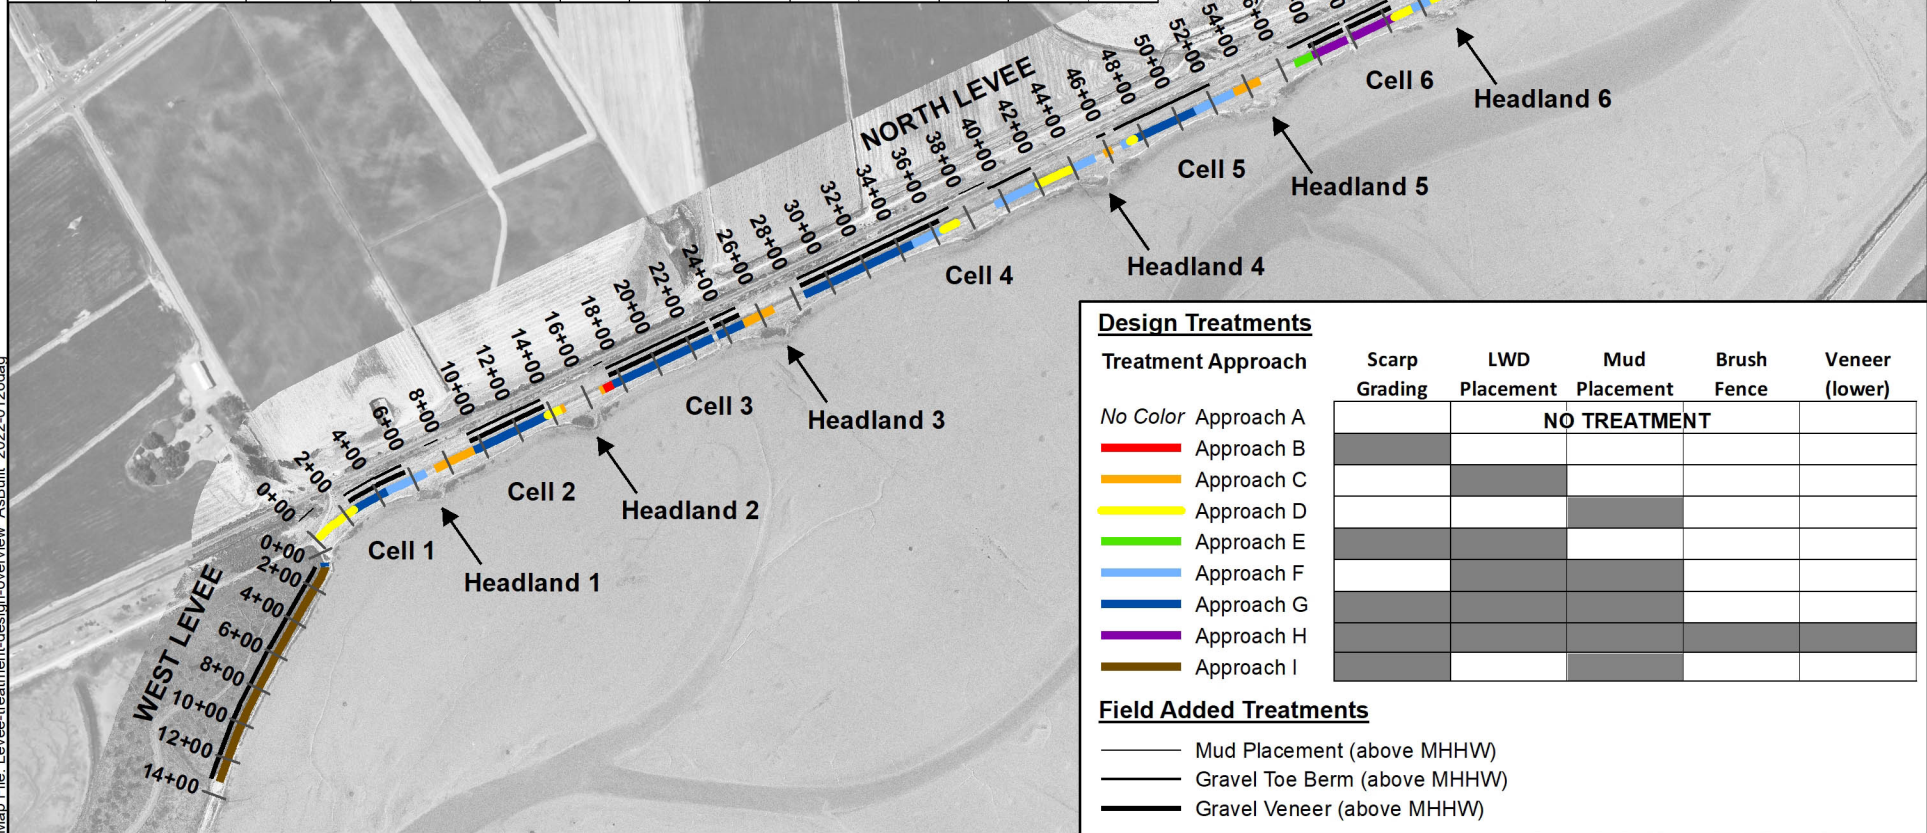 NORTH LEVEE
0+00
2+00
4+00
6+00
8+00
10+00
12+00
14+00
16+00
18+00
20+00
22+00
24+00
26+00
28+00
30+00
32+00
34+00
36+00
38+00
40+00
42+00
44+00
46+00
48+00
50+00
52+00
54+00
Cell 6
Headland 6
Cell 5
Headland 5
Cell 4
Headland 4
Cell 3
Headland 3
Cell 2
Headland 2
Cell 1
Headland 1
WEST LEVEE
0+00
2+00
4+00
6+00
8+00
10+00
12+00
14+00
Design Treatments
Treatment Approach Scarp Grading LWD Placement Mud Placement Brush Fence Veneer (lower)
No Color Approach A NO TREATMENT
Approach B
Approach C
Approach D
Approach E
Approach F
Approach G
Approach H
Approach I
Field Added Treatments
Mud Placement (above MHHW)
Gravel Toe Berm (above MHHW)
Gravel Veneer (above MHHW)